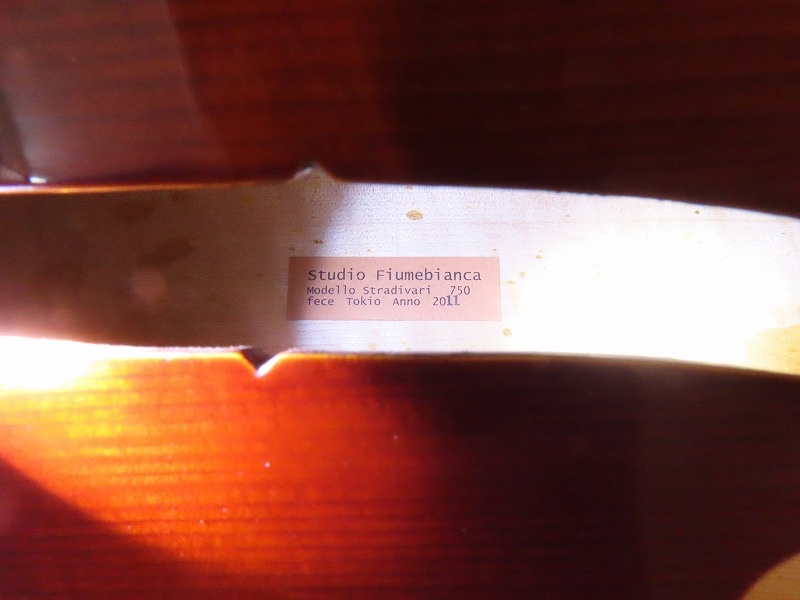 Studio Fiumebianca
Modello Stradivari 750
fece Tokio Anno 2011